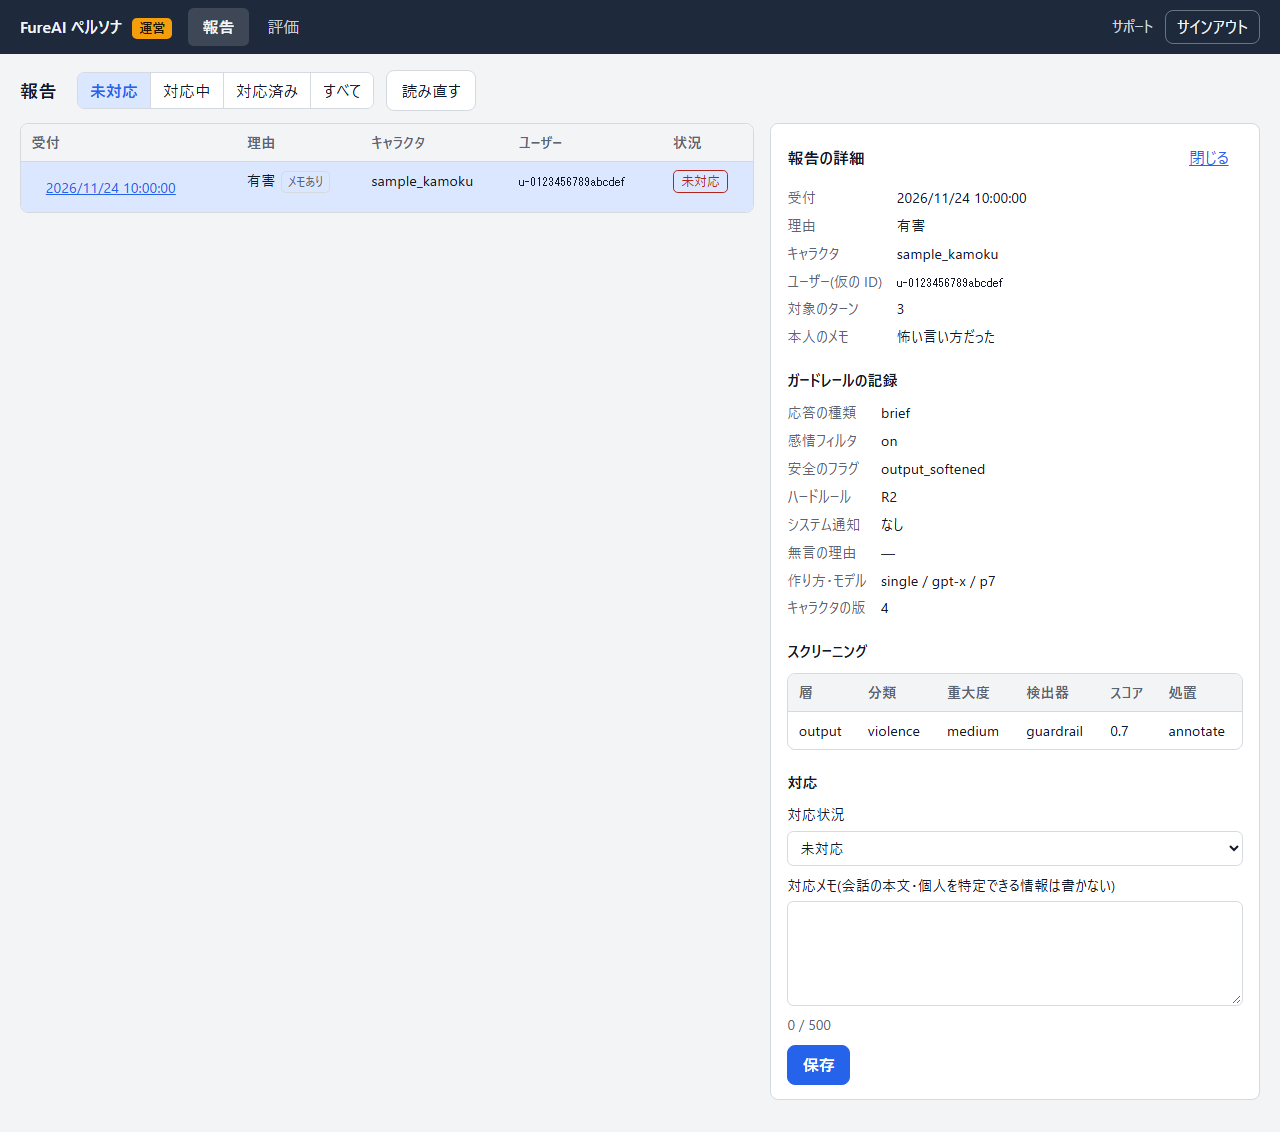 FureAI ペルソナ 運営 報告 評価 サポート サインアウト
報告 未対応 対応中 対応済み すべて 読み直す
受付 理由 キャラクタ ユーザー 状況
2026/11/24 10:00:00 有害 メモあり sample_kamoku u-0123456789abcdef 未対応
報告の詳細 閉じる
受付 2026/11/24 10:00:00
理由 有害
キャラクタ sample_kamoku
ユーザー(仮の ID) u-0123456789abcdef
対象のターン 3
本人のメモ 怖い言い方だった
ガードレールの記録
応答の種類 brief
感情フィルタ on
安全のフラグ output_softened
ハードルール R2
システム通知 なし
無言の理由 —
作り方・モデル single / gpt-x / p7
キャラクタの版 4
スクリーニング
層 分類 重大度 検出器 スコア 処置
output violence medium guardrail 0.7 annotate
対応
対応状況
未対応
対応メモ(会話の本文・個人を特定できる情報は書かない)
0 / 500
保存